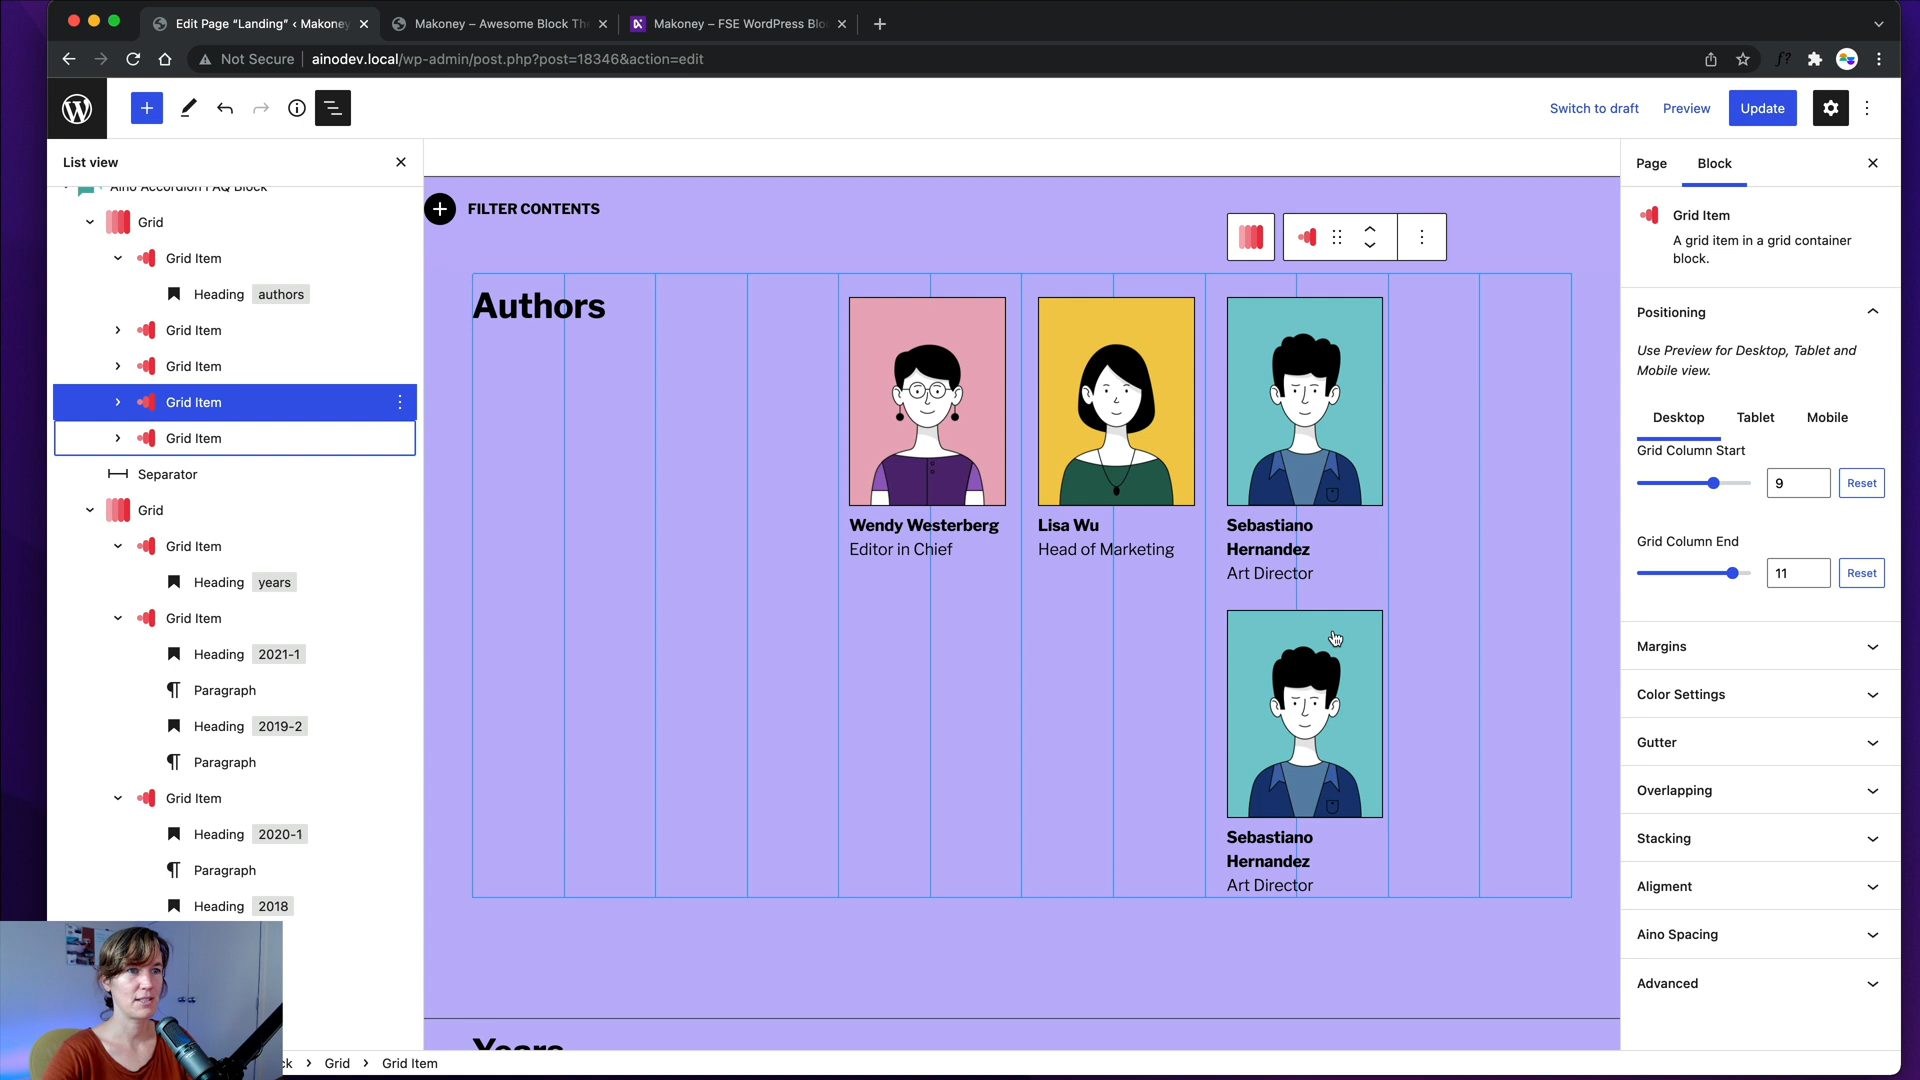 Edit Page “Landing” ‹ Makoney
Makoney – Awesome Block Th
Makoney – FSE WordPress Blo
Not Secure
ainodev.local/wp-admin/post.php?post=18346&action=edit
f?
Switch to draft
Preview
Update
List view
Aino Accordion FAQ Block
Grid
Grid Item
Heading authors
Grid Item
Grid Item
Grid Item
Grid Item
Separator
Grid
Grid Item
Heading years
Grid Item
Heading 2021-1
Paragraph
Heading 2019-2
Paragraph
Grid Item
Heading 2020-1
Paragraph
Heading 2018
FILTER CONTENTS
Authors
Wendy Westerberg
Editor in Chief
Lisa Wu
Head of Marketing
Sebastiano
Hernandez
Art Director
Sebastiano
Hernandez
Art Director
Years
ck > Grid > Grid Item
Page
Block
Grid Item
A grid item in a grid container
block.
Positioning
Use Preview for Desktop, Tablet and
Mobile view.
Desktop
Tablet
Mobile
Grid Column Start
9
Reset
Grid Column End
11
Reset
Margins
Color Settings
Gutter
Overlapping
Stacking
Aligment
Aino Spacing
Advanced